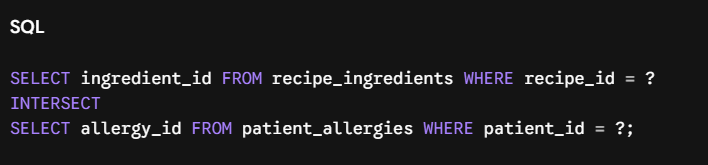 SQL
SELECT ingredient_id FROM recipe_ingredients WHERE recipe_id = ?
INTERSECT
SELECT allergy_id FROM patient_allergies WHERE patient_id = ?;